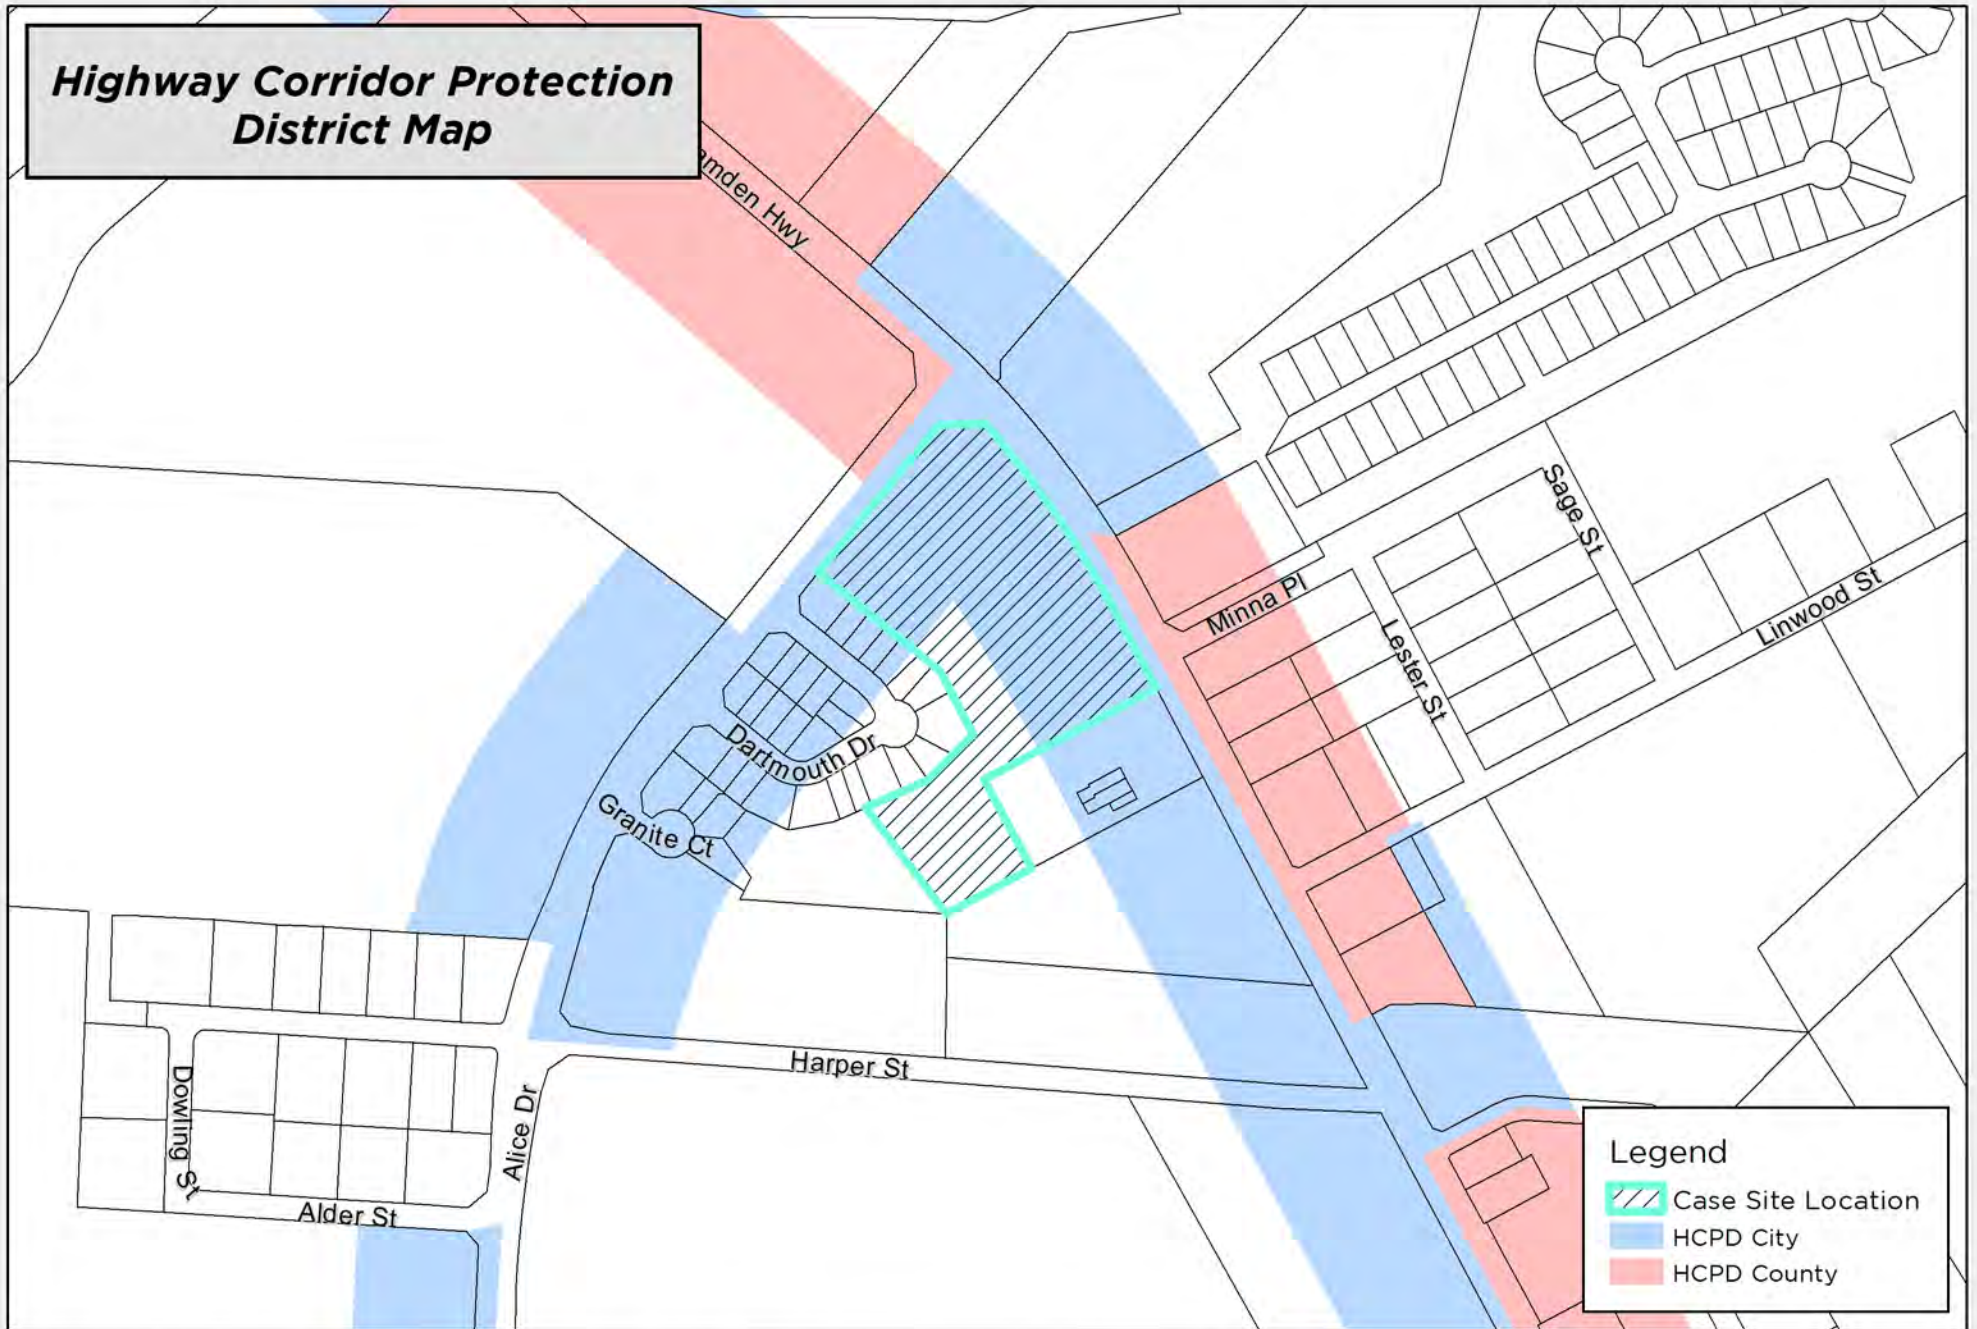 Highway Corridor Protection
District Map
amden Hwy
Sage St
Minna Pl
Linwood St
Lester St
Dartmouth Dr
Granite Ct
Harper St
Dowling St
Alice Dr
Alder St
Legend
Case Site Location
HCPD City
HCPD County